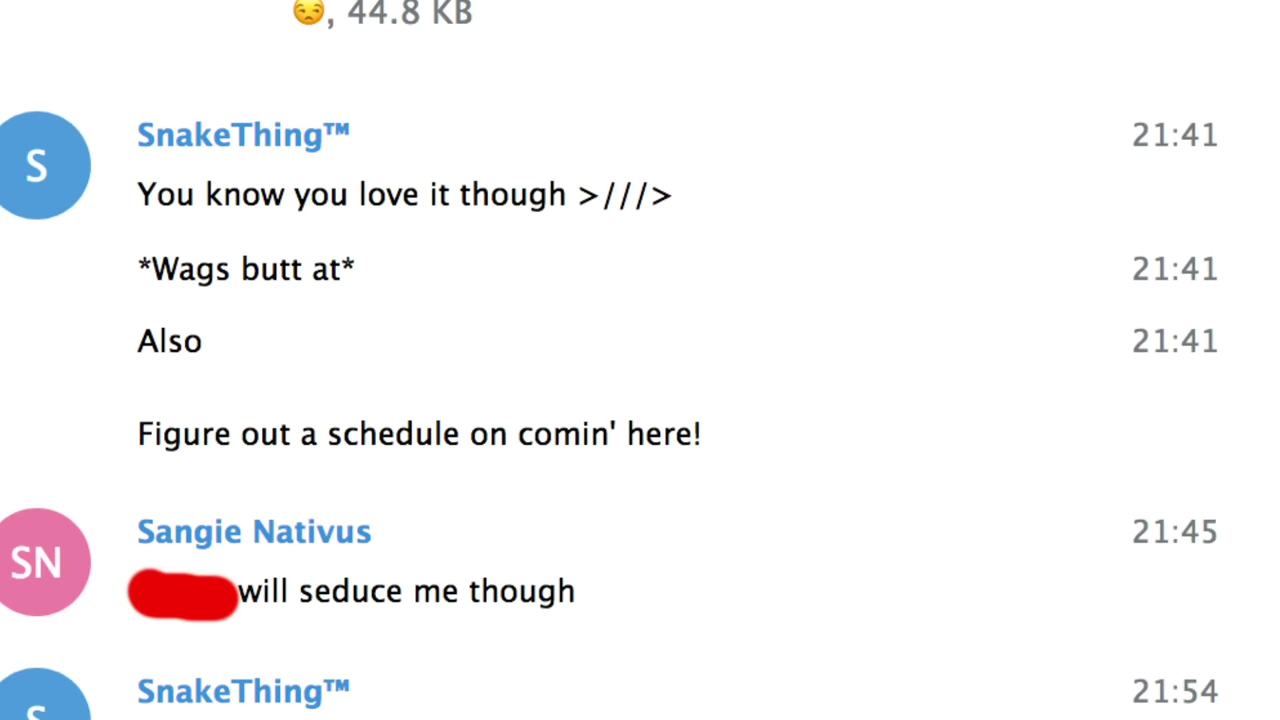 😒, 44.8 KB
S
SnakeThing™ 21:41
You know you love it though >///>
*Wags butt at* 21:41
Also 21:41
Figure out a schedule on comin' here!
SN
Sangie Nativus 21:45
will seduce me though
S
SnakeThing™ 21:54